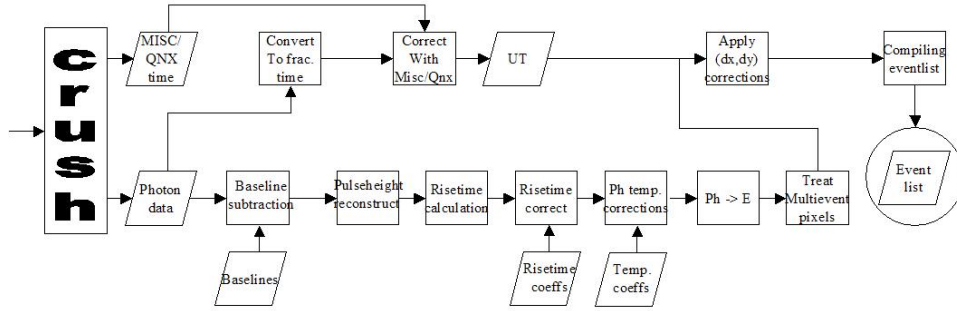 crush
MISC/
QNX
time
Convert
To frac.
time
Correct
With
Misc/Qnx
UT
Apply
(dx,dy)
corrections
Compiling
eventlist
Photon
data
Baseline
subtraction
Pulseheight
reconstruct
Risetime
calculation
Risetime
correct
Ph temp.
corrections
Ph -> E
Treat
Multievent
pixels
Event
list
Baselines
Risetime
coeffs
Temp.
coeffs